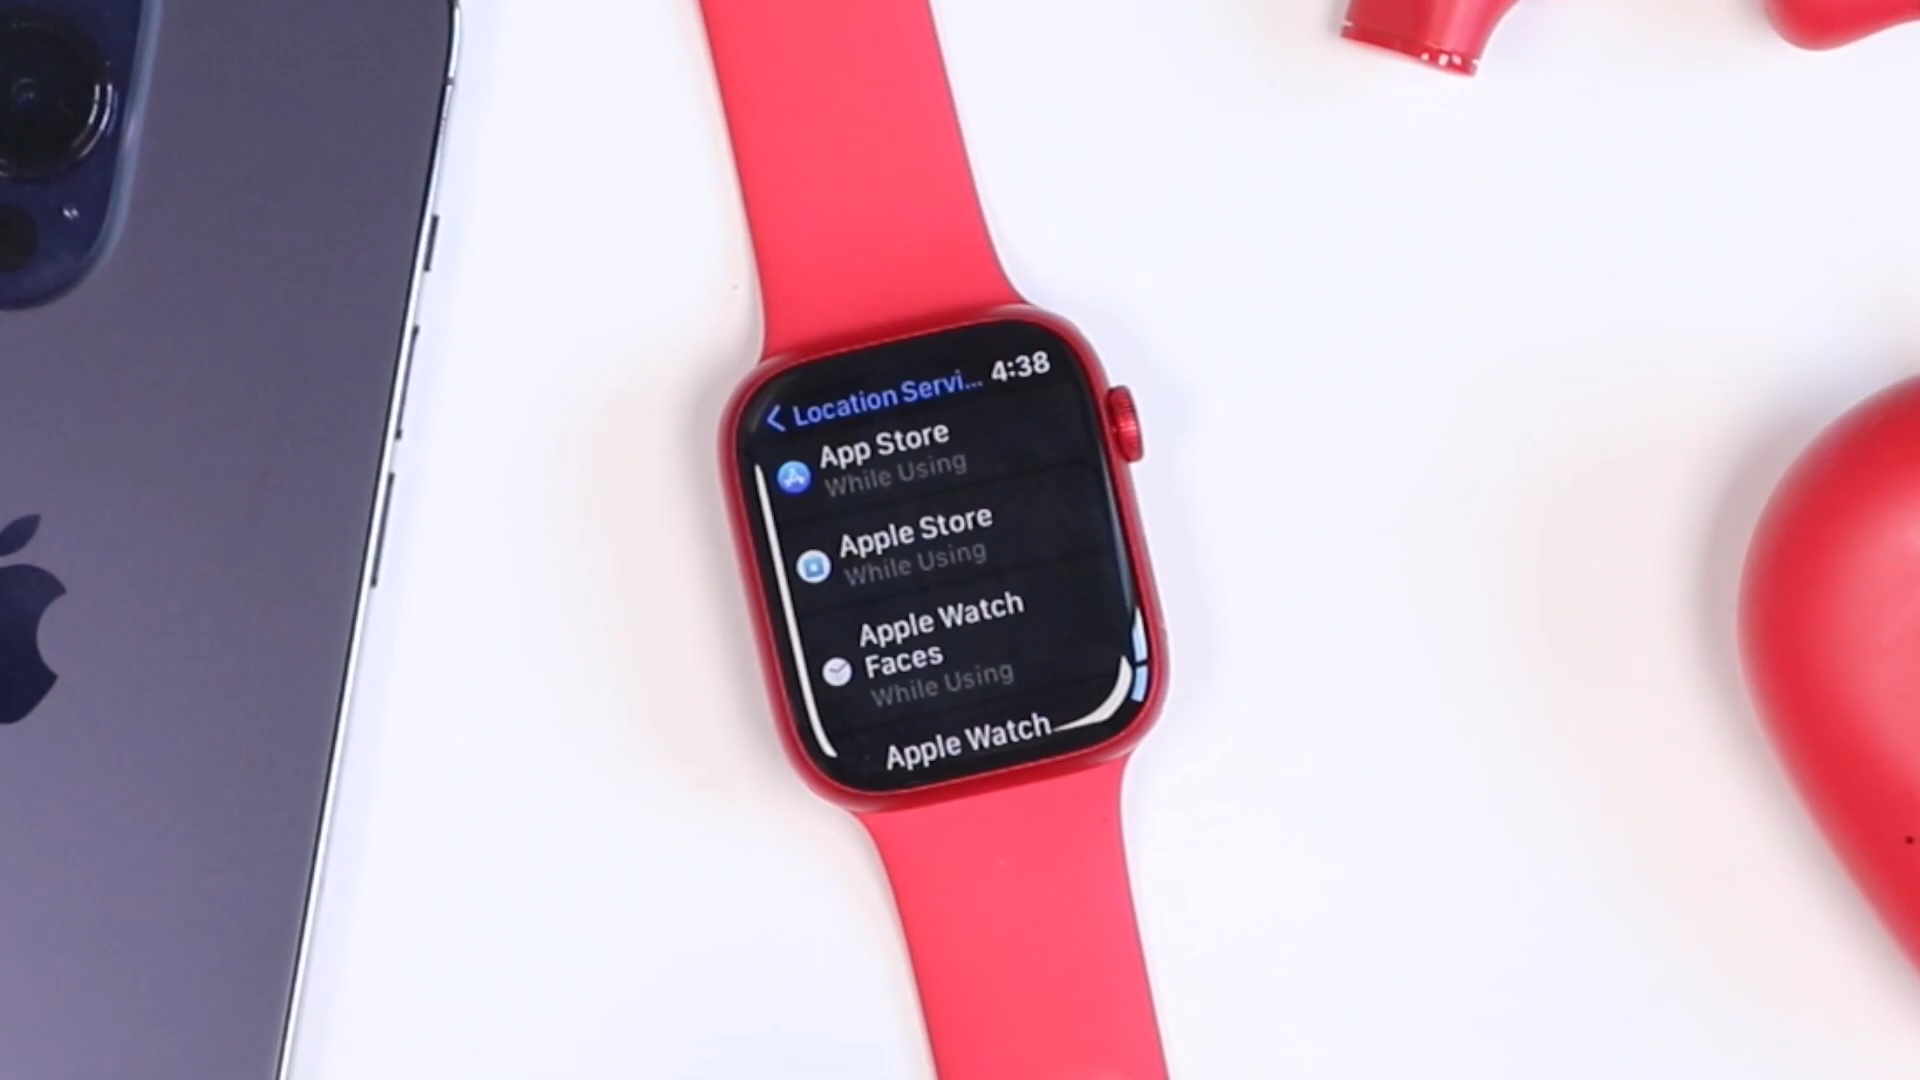 Location Servi... 4:38
App Store
While Using
Apple Store
While Using
Apple Watch
Faces
While Using
Apple Watch